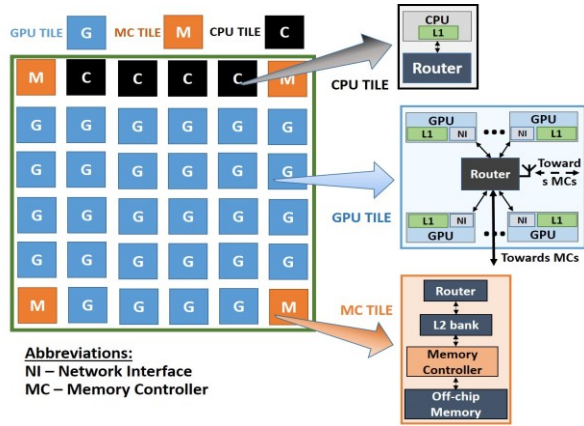 GPU TILE G MC TILE M CPU TILE C
M C C C C M
G G G G G G
G G G G G G
G G G G G G
G G G G G G
M G G G G M
Abbreviations:
NI – Network Interface
MC – Memory Controller
CPU
L1
Router
CPU TILE
GPU GPU
L1 NI ••• NI L1
Router
Toward
s MCs
L1 NI ••• NI L1
GPU GPU
GPU TILE
Towards MCs
MC TILE
Router
L2 bank
Memory
Controller
Off-chip
Memory